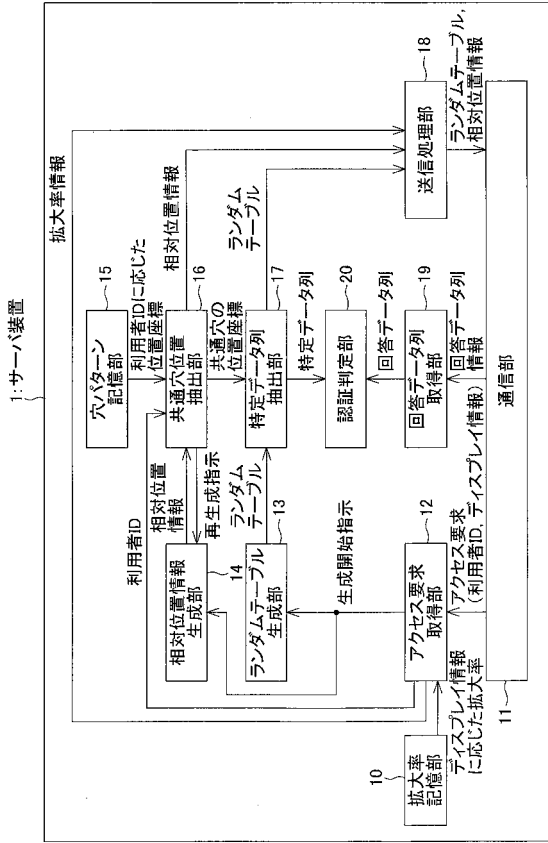 1:サーバ装置
拡大率情報
15
穴パターン
記憶部
利用者IDに応じた
位置座標
利用者ID
相対位置
情報
再生成指示
16
共通穴位置
抽出部
相対位置情報
14
相対位置情報
生成部
共通穴の
位置座標
13
ランダムテーブル
生成部
ランダム
テーブル
17
特定データ列
抽出部
ランダム
テーブル
18
送信処理部
ランダムテーブル,
相対位置情報
特定データ列
20
認証判定部
回答データ列
19
回答データ列
取得部
回答データ列
情報
生成開始指示
12
アクセス要求
取得部
アクセス要求
(利用者ID,ディスプレイ情報)
10
拡大率
記憶部
ディスプレイ情報
に応じた拡大率
11
通信部